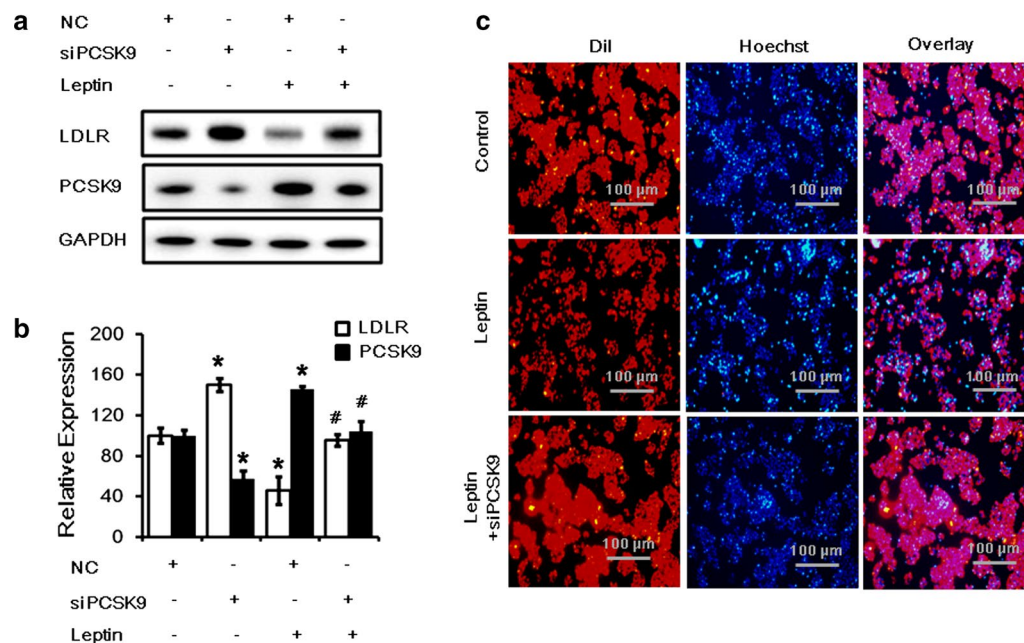 a
NC + - + -
siPCSK9 - + - +
Leptin - - + +
LDLR
PCSK9
GAPDH
b
LDLR
PCSK9
Relative Expression
200
160
120
80
40
0
* * * * # #
NC + - + -
siPCSK9 - + - +
Leptin - - + +
c
Dil Hoechst Overlay
Control
100 µm 100 µm 100 µm
Leptin
100 µm 100 µm 100 µm
Leptin
+siPCSK9
100 µm 100 µm 100 µm